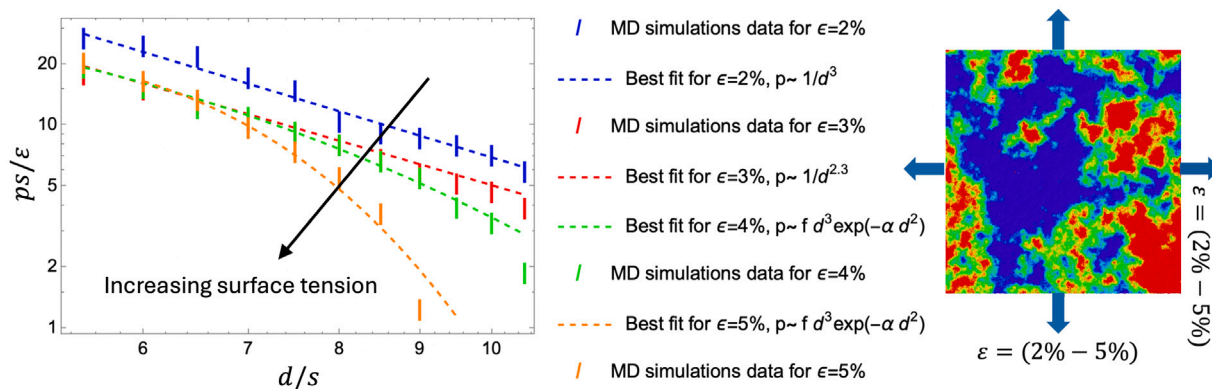 20
10
5
2
1
ps/ε
6
7
8
9
10
d/s
Increasing surface tension
MD simulations data for ϵ=2%
Best fit for ϵ=2%, p~ 1/d³
MD simulations data for ϵ=3%
Best fit for ϵ=3%, p~ 1/d²·³
Best fit for ϵ=4%, p~ f d³exp(-α d²)
MD simulations data for ϵ=4%
Best fit for ϵ=5%, p~ f d³exp(-α d²)
MD simulations data for ϵ=5%
ε = (2% − 5%)
ε = (2% − 5%)